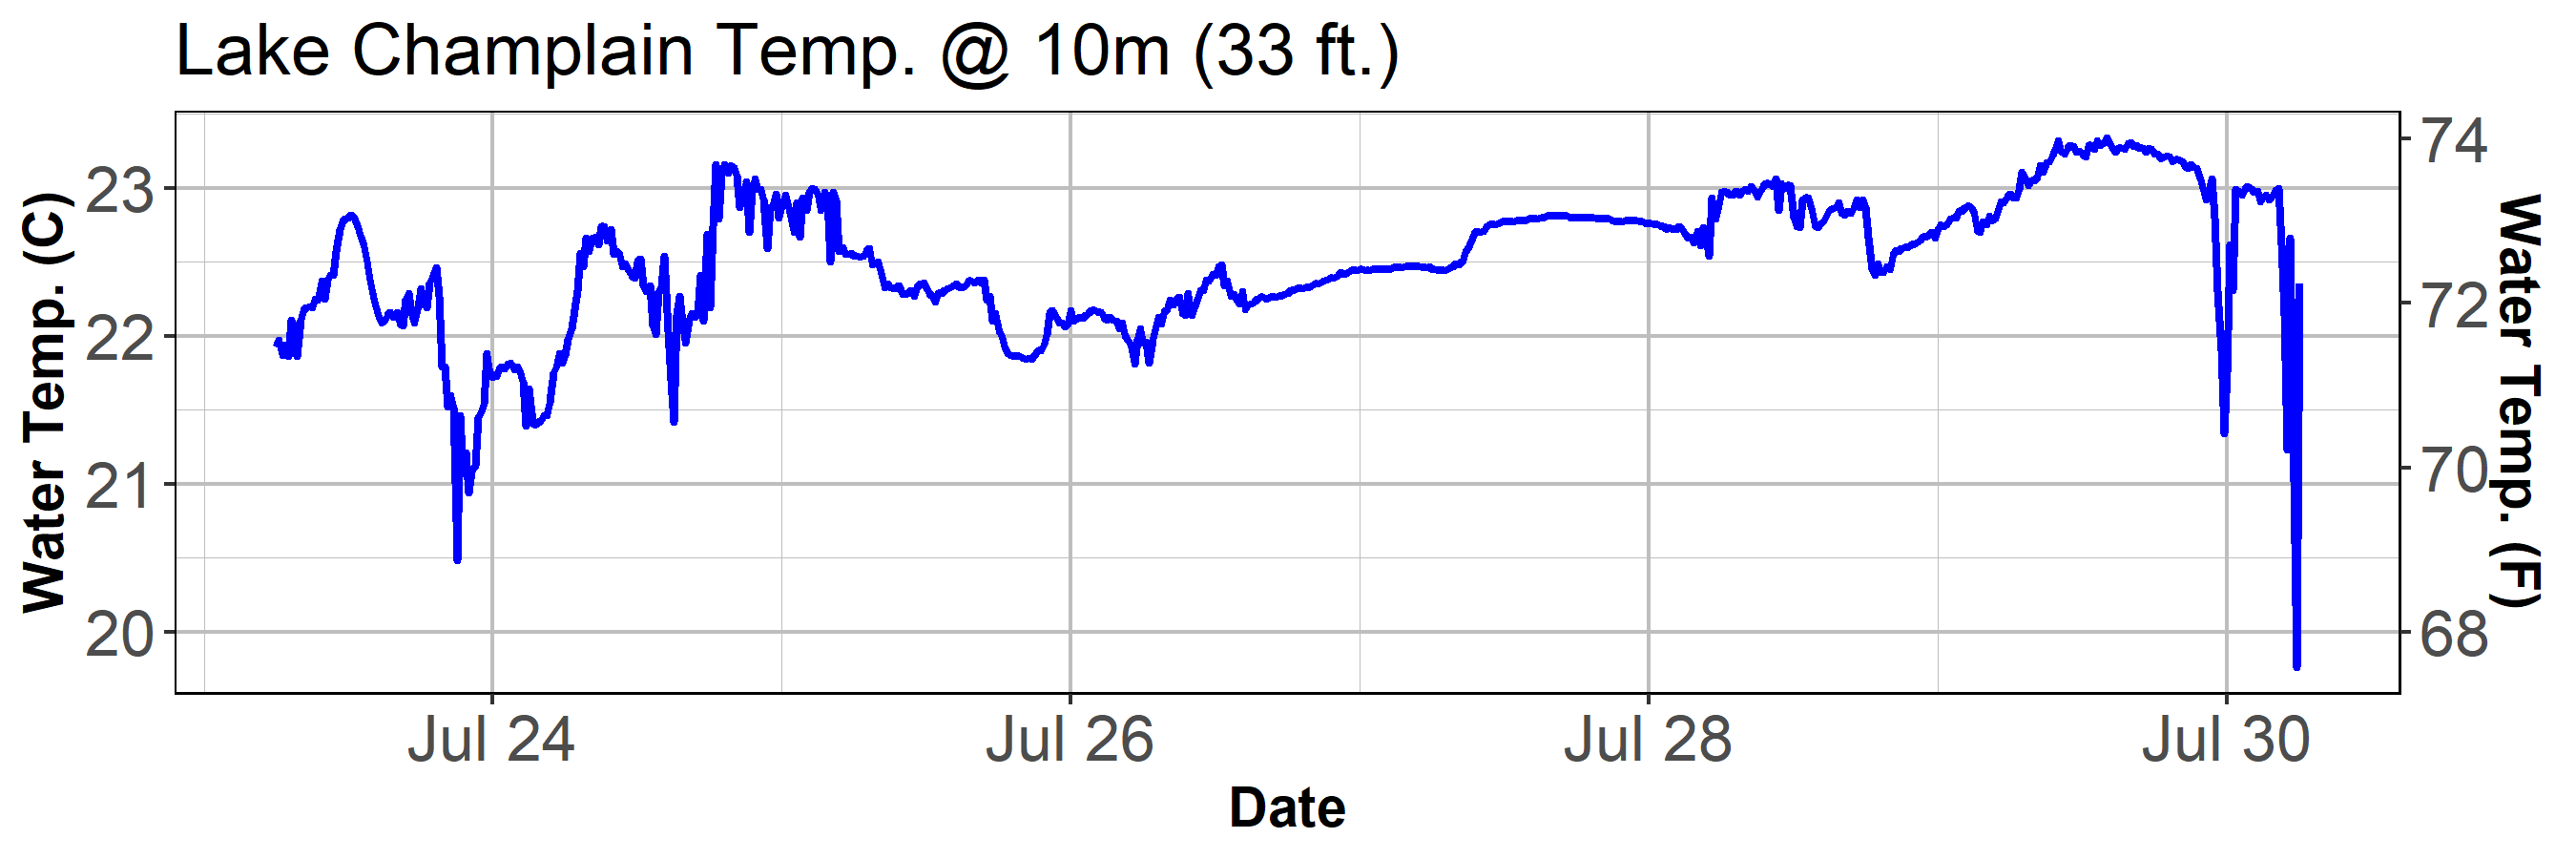 Lake Champlain Temp. @ 10m (33 ft.)
Water Temp. (C)
23
22
21
20
74
72
70
68
Water Temp. (F)
Jul 24 Jul 26 Jul 28 Jul 30
Date